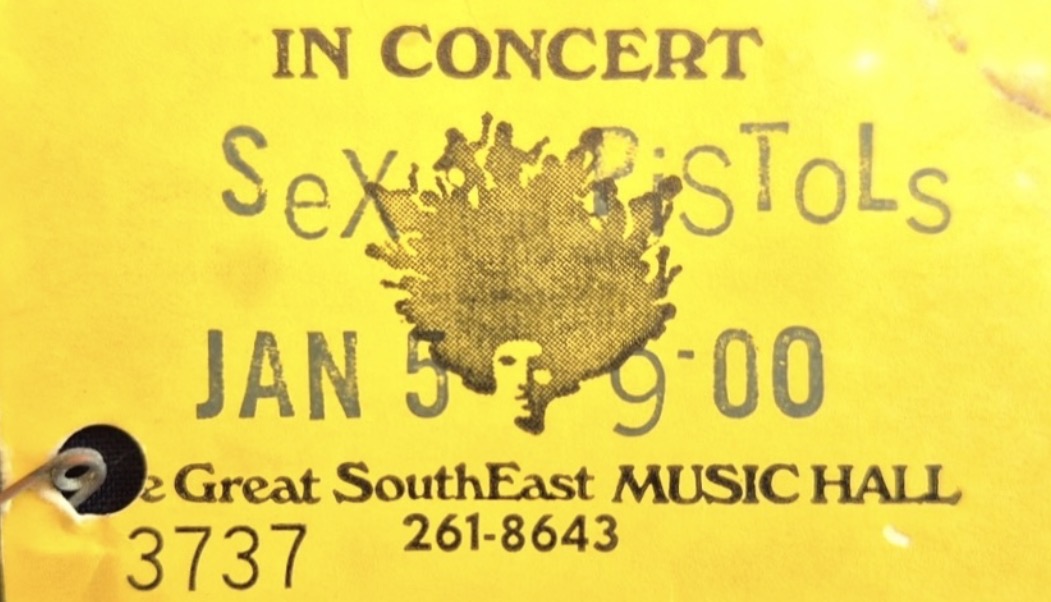 IN CONCERT
Sex PiSToLs
JAN 5 9-00
e Great SouthEast MUSIC HALL
261-8643
3737